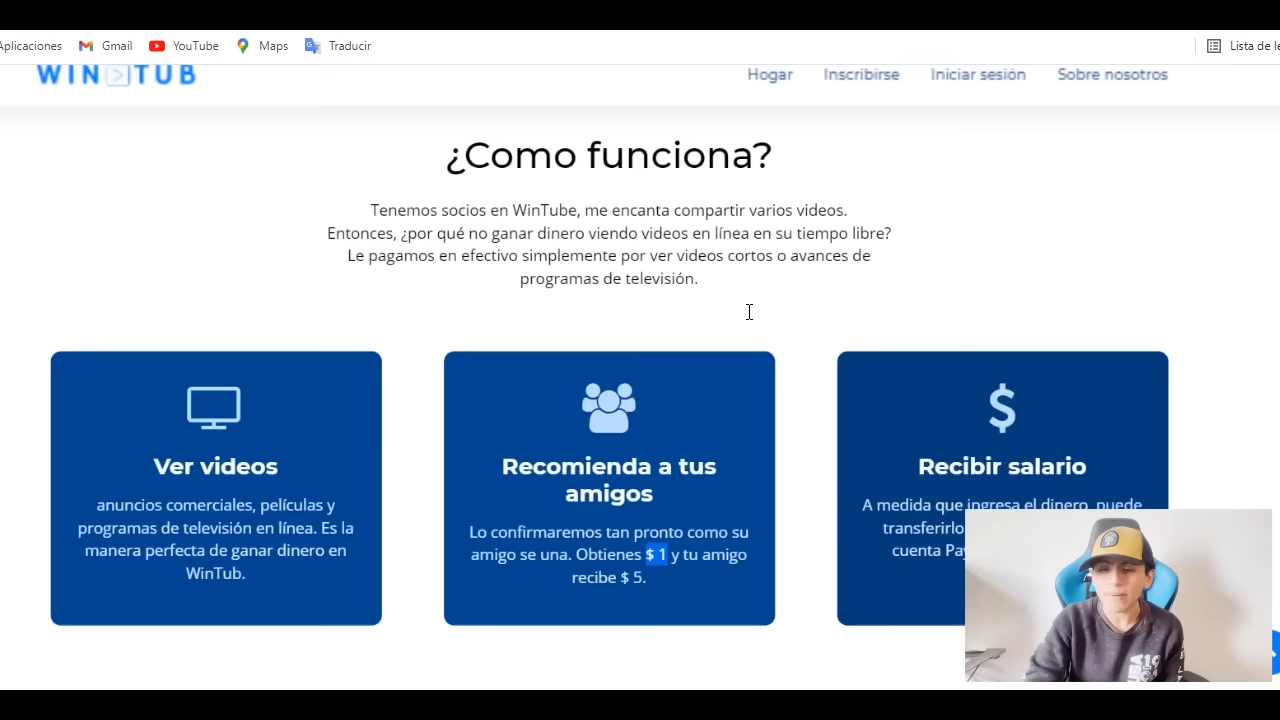 Aplicaciones
Gmail
YouTube
Maps
Traducir
WIN TUB
Hogar
Inscribirse
Iniciar sesión
Sobre nosotros
¿Como funciona?
Tenemos socios en WinTube, me encanta compartir varios videos.
Entonces, ¿por qué no ganar dinero viendo videos en línea en su tiempo libre?
Le pagamos en efectivo simplemente por ver videos cortos o avances de
programas de televisión.
Ver videos
anuncios comerciales, películas y
programas de televisión en línea. Es la
manera perfecta de ganar dinero en
WinTub.
Recomienda a tus
amigos
Lo confirmaremos tan pronto como su
amigo se una. Obtienes $ 1 y tu amigo
recibe $ 5.
Recibir salario
A medida que ingresa el dinero, puede
transferirlo
cuenta
Lista de